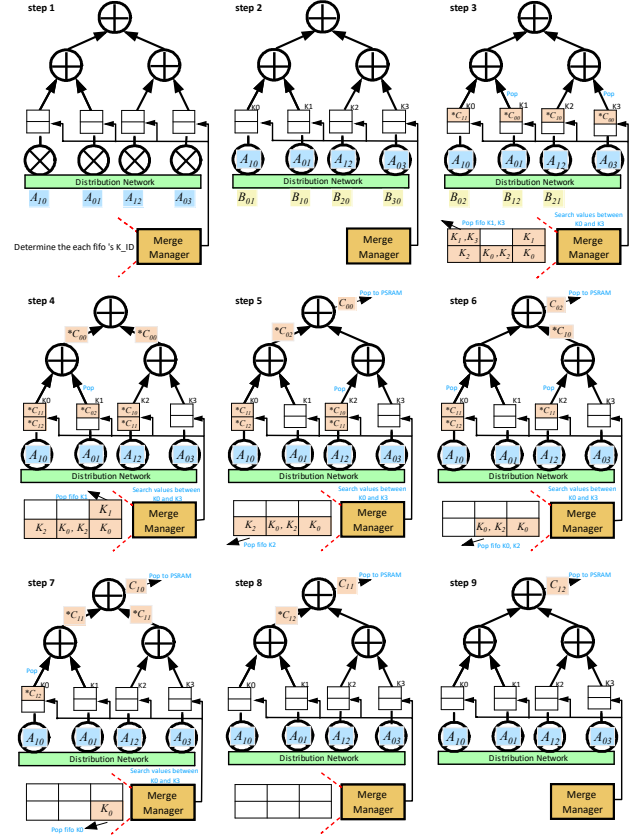 step 1
K0 K1 K2 K3
A10 A01 A12 A03
Distribution Network
Determine the each fifo 's K_ID
Merge Manager
step 2
K0 K1 K2 K3
A10 A01 A12 A03
Distribution Network
B01 B10 B20 B30
Merge Manager
step 3
Pop Pop
K0 K1 K2 K3
*C11 *C00 *C10 *C00
A10 A01 A12 A03
Distribution Network
B02 B12 B21
Pop fifo K1, K3
Search values between K0 and K3
K1 ,K3 K1
K2 K0 ,K2 K0
Merge Manager
step 4
*C00 *C00
Pop
K0 K1 K2 K3
*C11 *C02 *C10
*C12 *C11
A10 A01 A12 A03
Distribution Network
Pop fifo K1
Search values between K0 and K3
K1
K2 K0, K2 K0
Merge Manager
step 5
C00 Pop to PSRAM
*C02
Pop
K0 K1 K2 K3
*C11 *C10
*C12 *C11
A10 A01 A12 A03
Distribution Network
Search values between K0 and K3
K2 K0, K2 K0
Pop fifo K2
Merge Manager
step 6
C02 Pop to PSRAM
*C10
Pop Pop
K0 K1 K2 K3
*C11 *C11
*C12
A10 A01 A12 A03
Distribution Network
Search values between K0 and K3
K0, K2 K0
Pop fifo K0, K2
Merge Manager
step 7
C10 Pop to PSRAM
*C11 *C11
Pop
K0 K1 K2 K3
*C12
A10 A01 A12 A03
Distribution Network
Search values between K0 and K3
K0
Pop fifo K0
Merge Manager
step 8
C11 Pop to PSRAM
*C12
K0 K1 K2 K3
A10 A01 A12 A03
Distribution Network
Merge Manager
step 9
C12 Pop to PSRAM
K0 K1 K2 K3
A10 A01 A12 A03
Distribution Network
Merge Manager